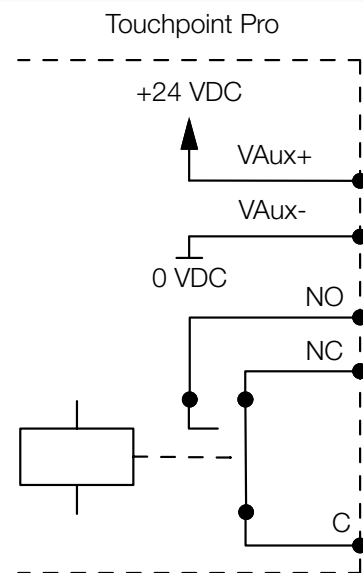 Touchpoint Pro
+24 VDC
VAux+
VAux-
0 VDC
NO
NC
C